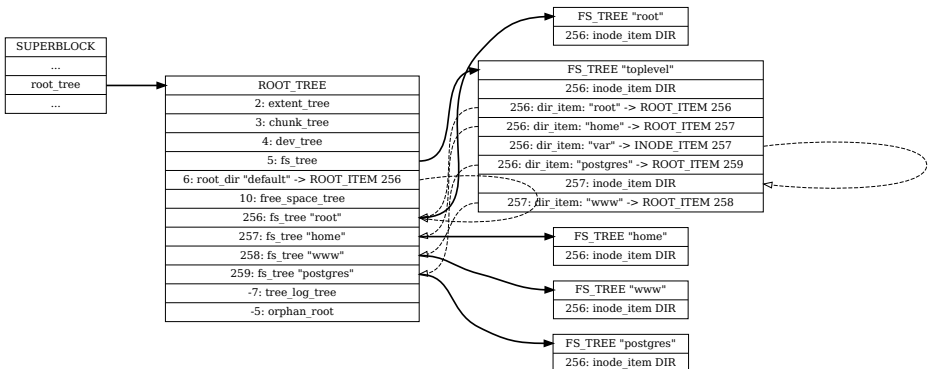 SUPERBLOCK
...
root_tree
...
ROOT_TREE
2: extent_tree
3: chunk_tree
4: dev_tree
5: fs_tree
6: root_dir "default" -> ROOT_ITEM 256
10: free_space_tree
256: fs_tree "root"
257: fs_tree "home"
258: fs_tree "www"
259: fs_tree "postgres"
-7: tree_log_tree
-5: orphan_root
FS_TREE "root"
256: inode_item DIR
FS_TREE "toplevel"
256: inode_item DIR
256: dir_item: "root" -> ROOT_ITEM 256
256: dir_item: "home" -> ROOT_ITEM 257
256: dir_item: "var" -> INODE_ITEM 257
256: dir_item: "postgres" -> ROOT_ITEM 259
257: inode_item DIR
257: dir_item: "www" -> ROOT_ITEM 258
FS_TREE "home"
256: inode_item DIR
FS_TREE "www"
256: inode_item DIR
FS_TREE "postgres"
256: inode_item DIR